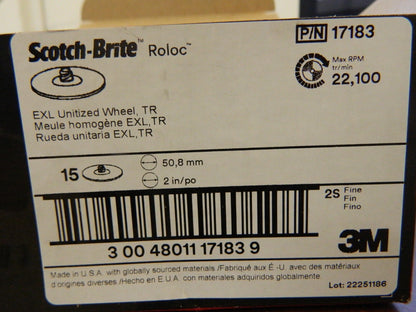 Scotch-Brite™ Roloc™
P/N 17183
Max RPM
tr/min
22,100
EXL Unitized Wheel, TR
Meule homogène EXL,TR
Rueda unitaria EXL,TR
15
50,8 mm
2 in/po
2S Fine
Fin
Fino
3 00 48011 17183 9
3M
Made in U.S.A. with globally sourced materials /Fabriqué aux É.-U. avec des matériaux
d'origines diverses /Hecho en E.U.A. con materiales adquiridos globalmente.
Lot: 22251186